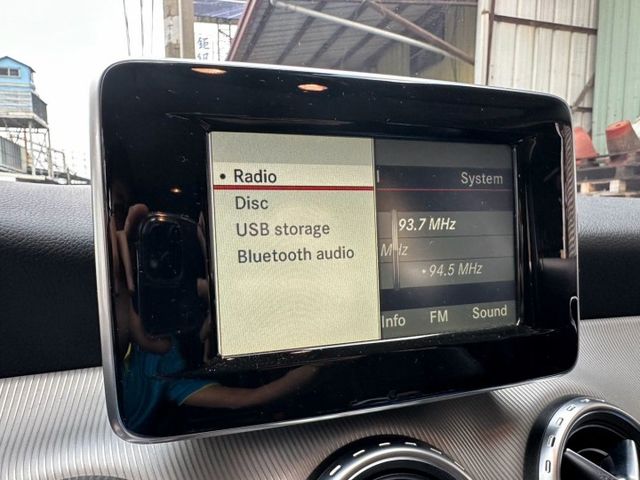 • Radio
Disc
USB storage
Bluetooth audio
System
93.7 MHz
MHz
• 94.5 MHz
Info
FM
Sound